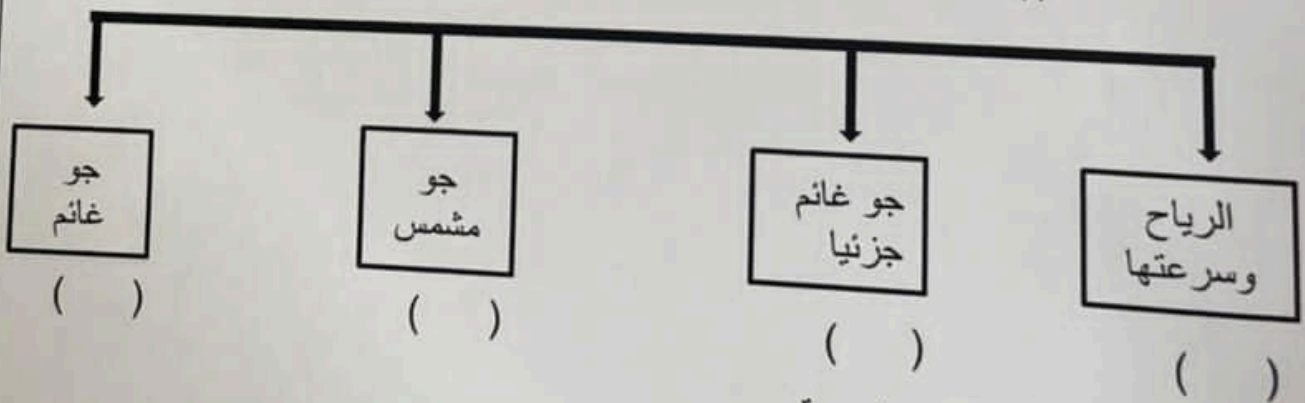 الرياح
وسرعتها
( )
جو غائم
جزئيا
( )
جو
مشمس
( )
جو
غائم
( )